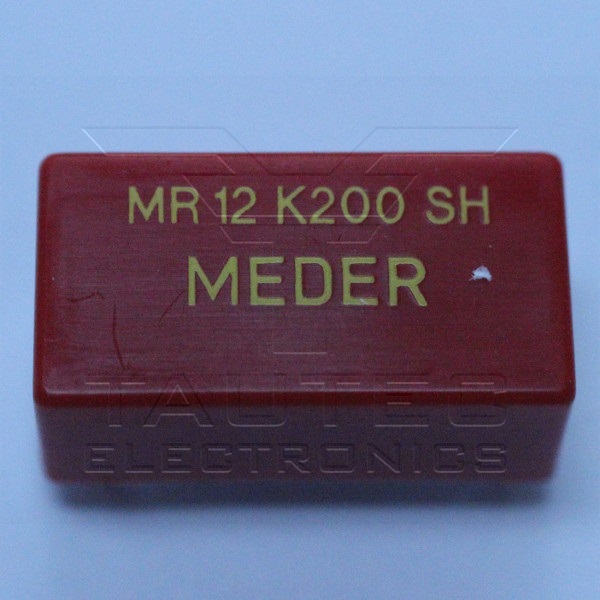 MR 12 K200 SH
MEDER
TAUTEC
ELECTRONICS